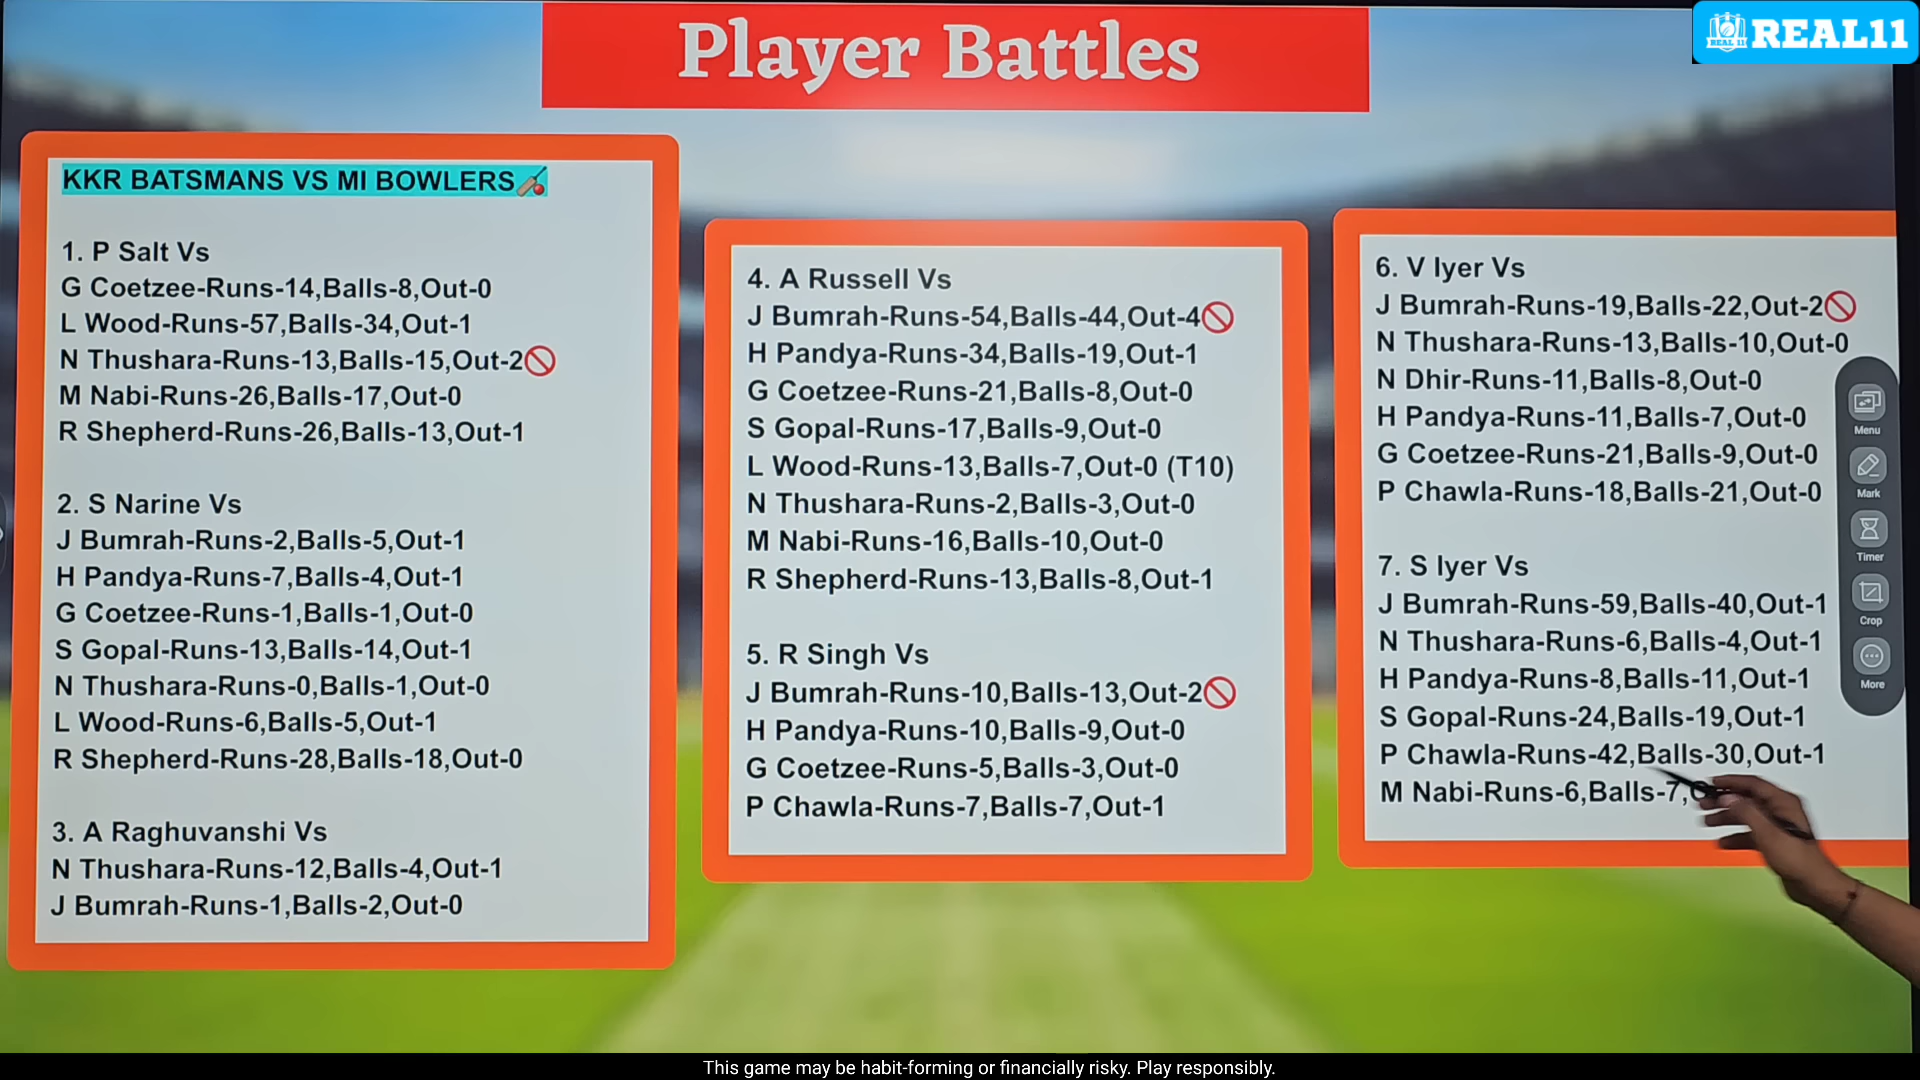 Player Battles
REAL 11
REAL11
KKR BATSMANS VS MI BOWLERS
1. P Salt Vs
G Coetzee-Runs-14,Balls-8,Out-0
L Wood-Runs-57,Balls-34,Out-1
N Thushara-Runs-13,Balls-15,Out-2
M Nabi-Runs-26,Balls-17,Out-0
R Shepherd-Runs-26,Balls-13,Out-1
2. S Narine Vs
J Bumrah-Runs-2,Balls-5,Out-1
H Pandya-Runs-7,Balls-4,Out-1
G Coetzee-Runs-1,Balls-1,Out-0
S Gopal-Runs-13,Balls-14,Out-1
N Thushara-Runs-0,Balls-1,Out-0
L Wood-Runs-6,Balls-5,Out-1
R Shepherd-Runs-28,Balls-18,Out-0
3. A Raghuvanshi Vs
N Thushara-Runs-12,Balls-4,Out-1
J Bumrah-Runs-1,Balls-2,Out-0
4. A Russell Vs
J Bumrah-Runs-54,Balls-44,Out-4
H Pandya-Runs-34,Balls-19,Out-1
G Coetzee-Runs-21,Balls-8,Out-0
S Gopal-Runs-17,Balls-9,Out-0
L Wood-Runs-13,Balls-7,Out-0 (T10)
N Thushara-Runs-2,Balls-3,Out-0
M Nabi-Runs-16,Balls-10,Out-0
R Shepherd-Runs-13,Balls-8,Out-1
5. R Singh Vs
J Bumrah-Runs-10,Balls-13,Out-2
H Pandya-Runs-10,Balls-9,Out-0
G Coetzee-Runs-5,Balls-3,Out-0
P Chawla-Runs-7,Balls-7,Out-1
6. V Iyer Vs
J Bumrah-Runs-19,Balls-22,Out-2
N Thushara-Runs-13,Balls-10,Out-0
N Dhir-Runs-11,Balls-8,Out-0
H Pandya-Runs-11,Balls-7,Out-0
G Coetzee-Runs-21,Balls-9,Out-0
P Chawla-Runs-18,Balls-21,Out-0
7. S Iyer Vs
J Bumrah-Runs-59,Balls-40,Out-1
N Thushara-Runs-6,Balls-4,Out-1
H Pandya-Runs-8,Balls-11,Out-1
S Gopal-Runs-24,Balls-19,Out-1
P Chawla-Runs-42,Balls-30,Out-1
M Nabi-Runs-6,Balls-7,
Menu
Mark
Timer
Crop
More
This game may be habit-forming or financially risky. Play responsibly.